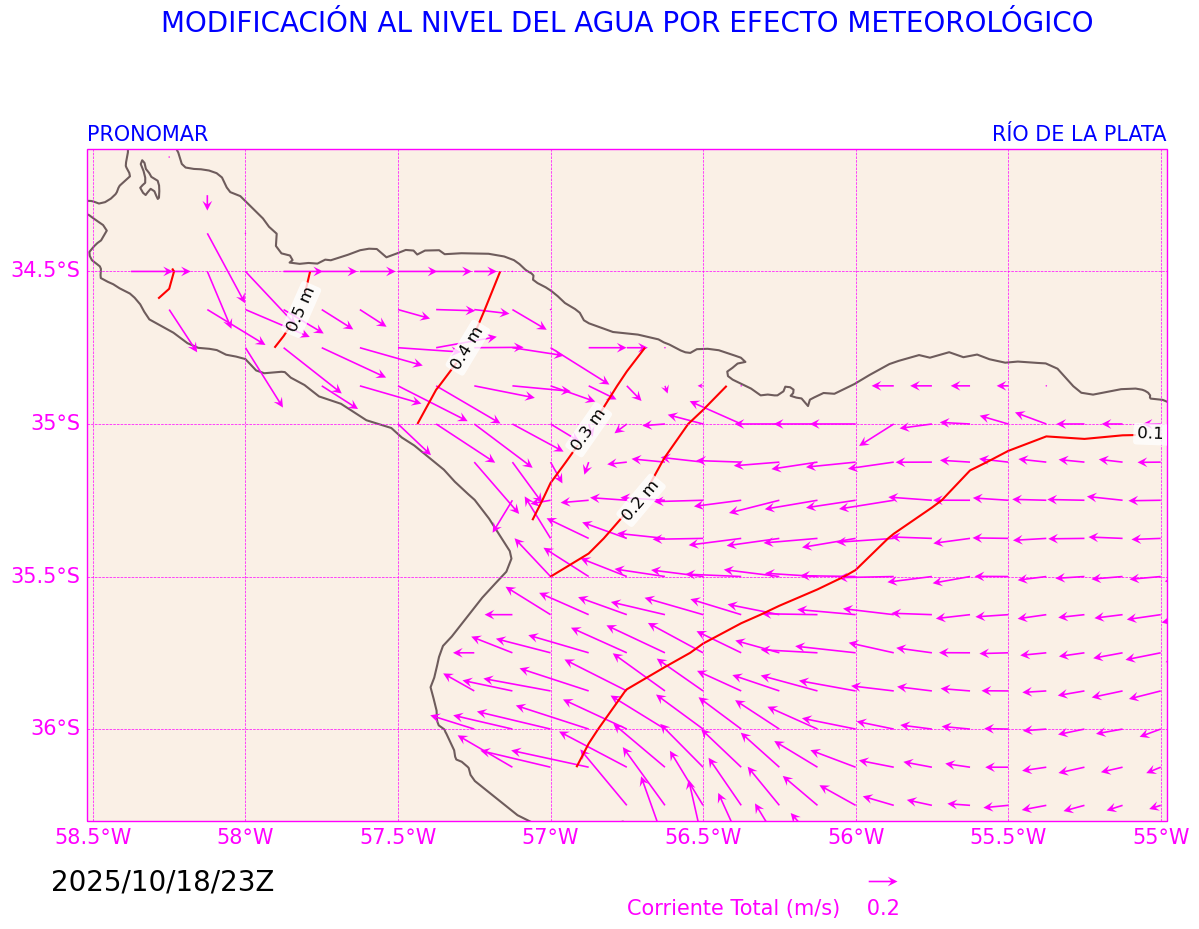 MODIFICACIÓN AL NIVEL DEL AGUA POR EFECTO METEOROLÓGICO
PRONOMAR RÍO DE LA PLATA
34.5°S
35°S
35.5°S
36°S
0.5 m
0.4 m
0.3 m
0.2 m
0.1
58.5°W 58°W 57.5°W 57°W 56.5°W 56°W 55.5°W 55°W
2025/10/18/23Z
Corriente Total (m/s) 0.2